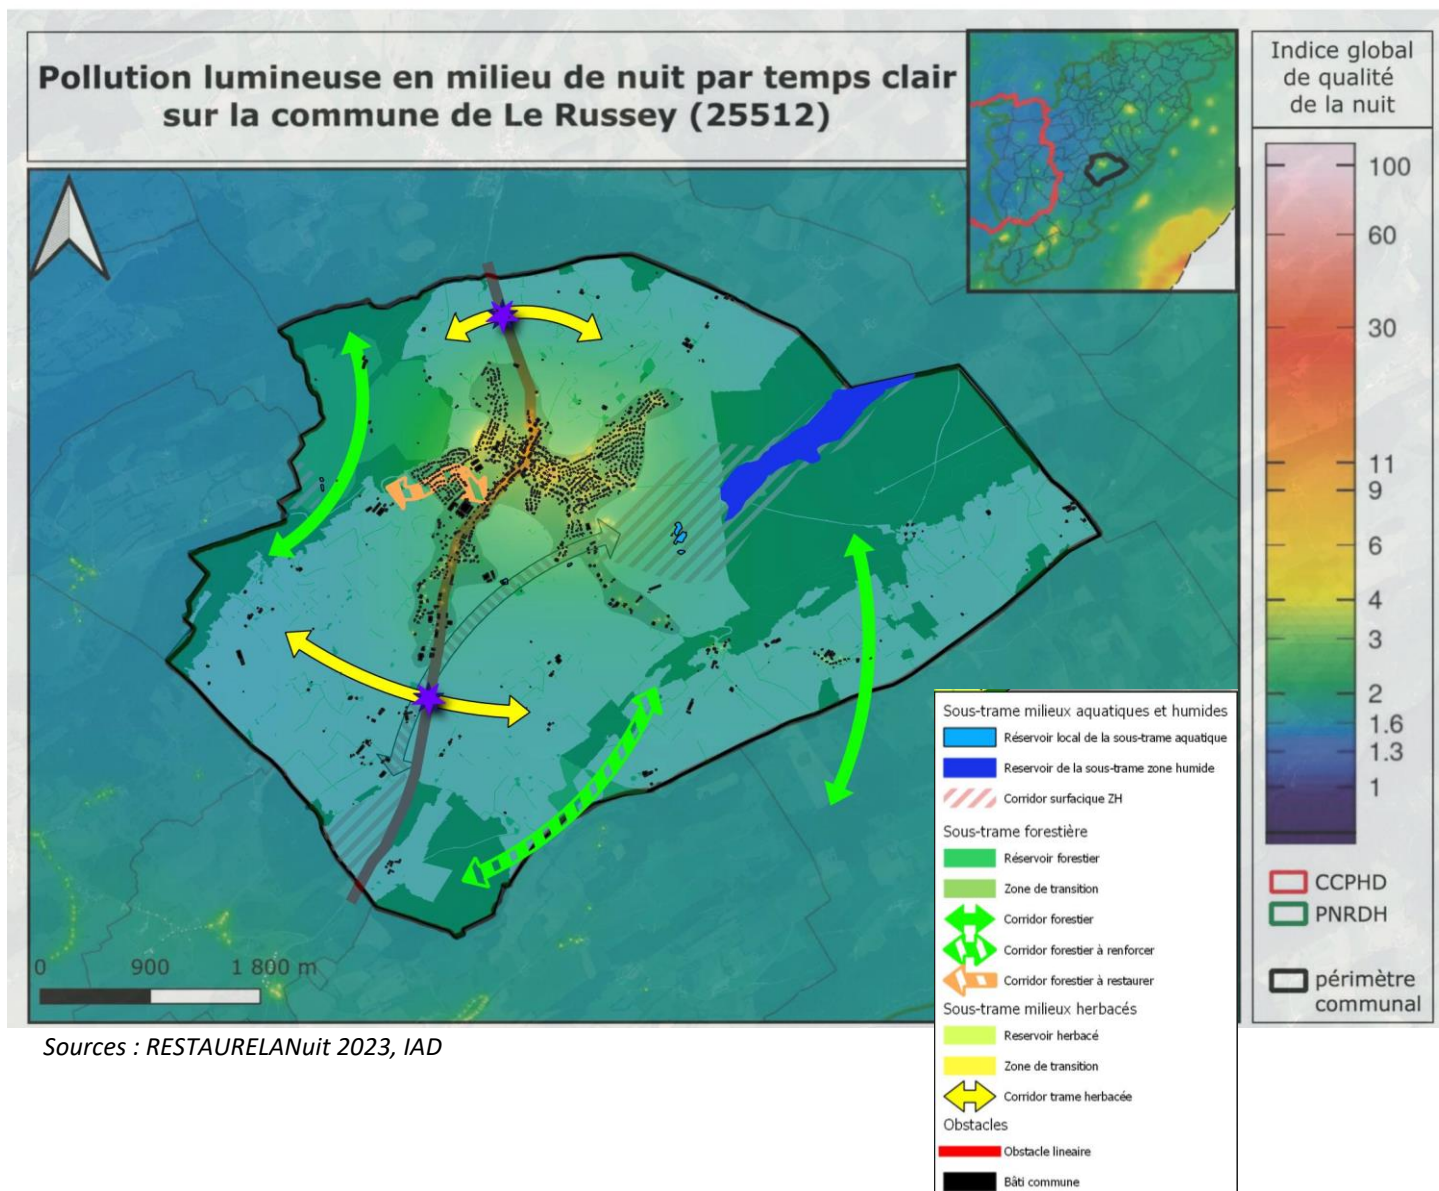 Pollution lumineuse en milieu de nuit par temps clair
sur la commune de Le Russey (25512)
Indice global
de qualité
de la nuit
100
60
30
11
9
6
4
3
2
1.6
1.3
1
CCPHD
PNRDH
périmètre
communal
0 900 1 800 m
Sous-trame milieux aquatiques et humides
Réservoir local de la sous-trame aquatique
Reservoir de la sous-trame zone humide
Corridor surfacique ZH
Sous-trame forestière
Réservoir forestier
Zone de transition
Corridor forestier
Corridor forestier à renforcer
Corridor forestier à restaurer
Sous-trame milieux herbacés
Reservoir herbacé
Zone de transition
Corridor trame herbacée
Obstacles
Obstacle lineaire
Bâti commune
Sources : RESTAURELANuit 2023, IAD